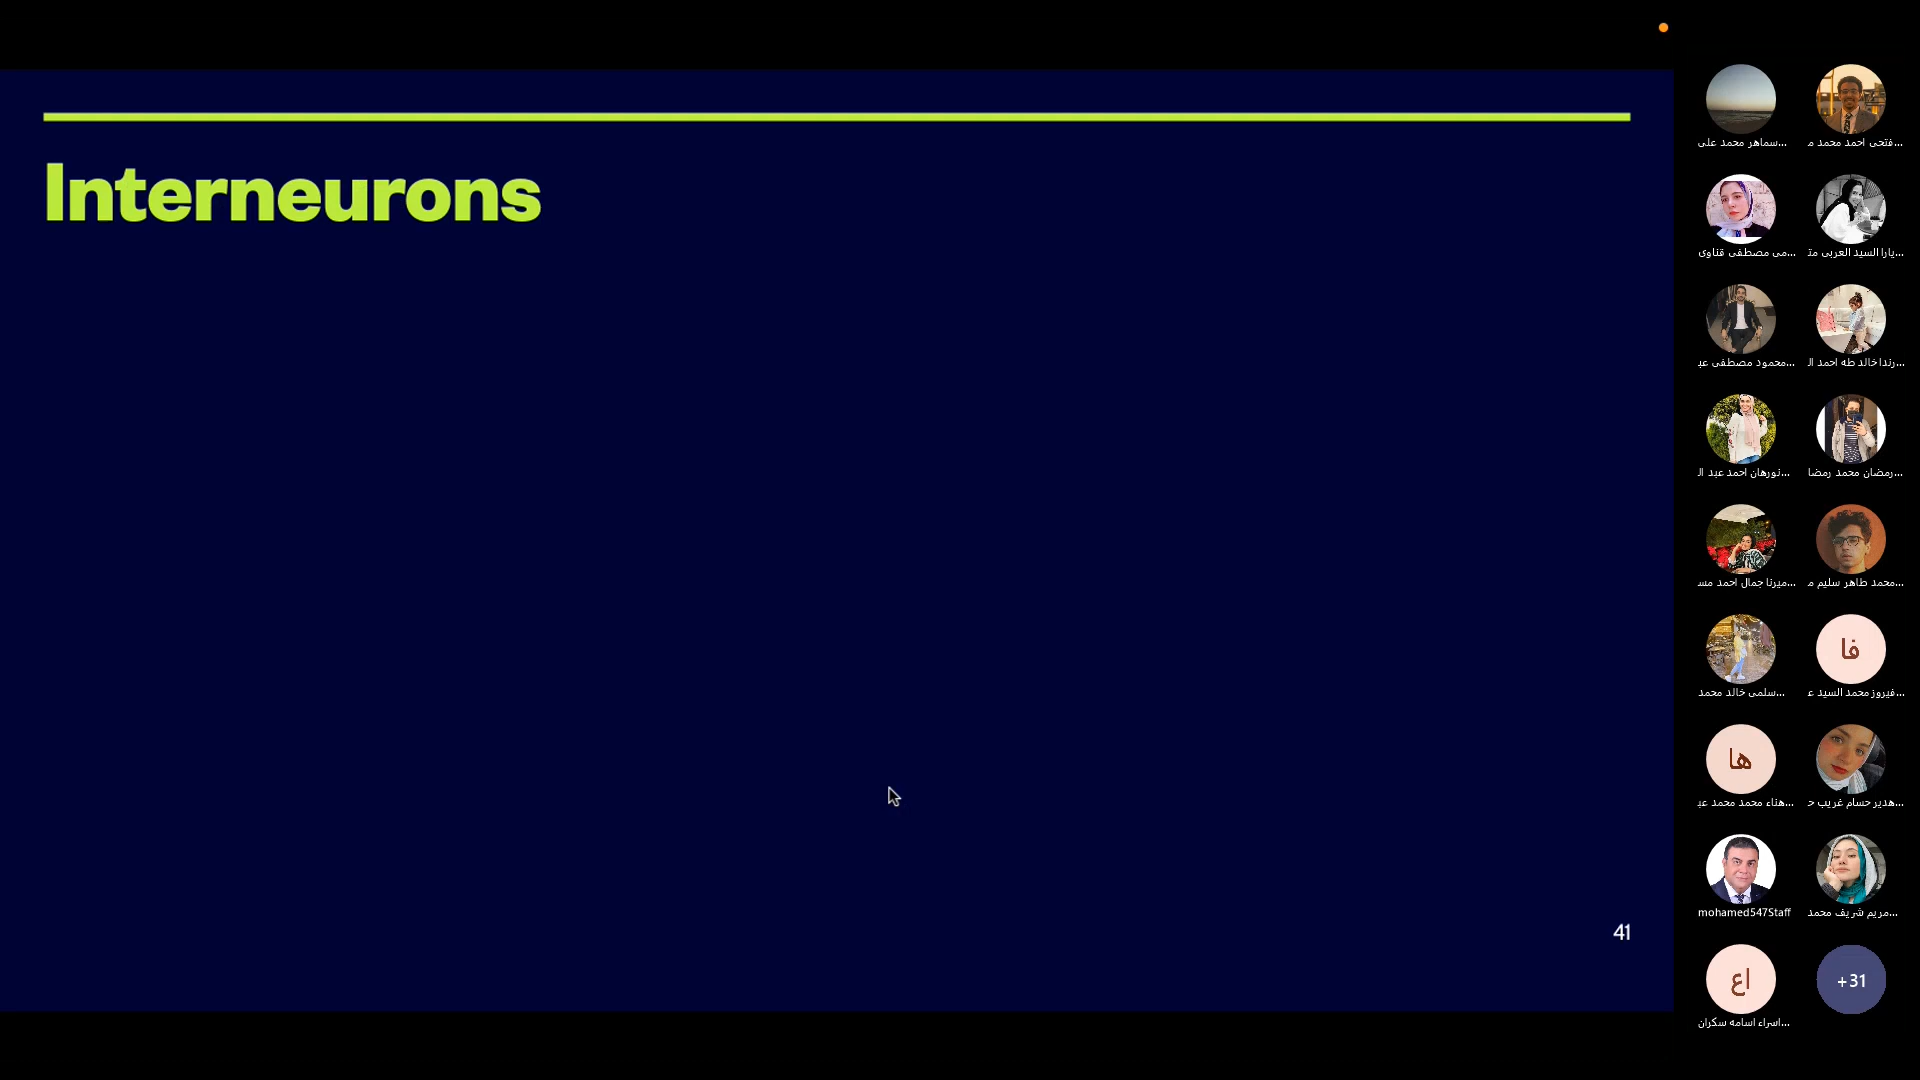 Interneurons
41
سماهر محمد على...
فتحى احمد محمد م...
مى مصطفى قناوى...
يارا السيد العربى مت...
محمود مصطفى عب...
رندا خالد طه احمد ال...
نورهان احمد عبد ال...
رمضان محمد رمضا...
ميرنا جمال احمد مس...
محمد طاهر سليم م...
سلمى خالد محمد...
فا
فيروز محمد السيد ع...
ها
هناء محمد محمد عب...
هدير حسام غريب ح...
mohamed547Staff
مريم شريف محمد...
اع
اسراء اسامه سكران...
+31